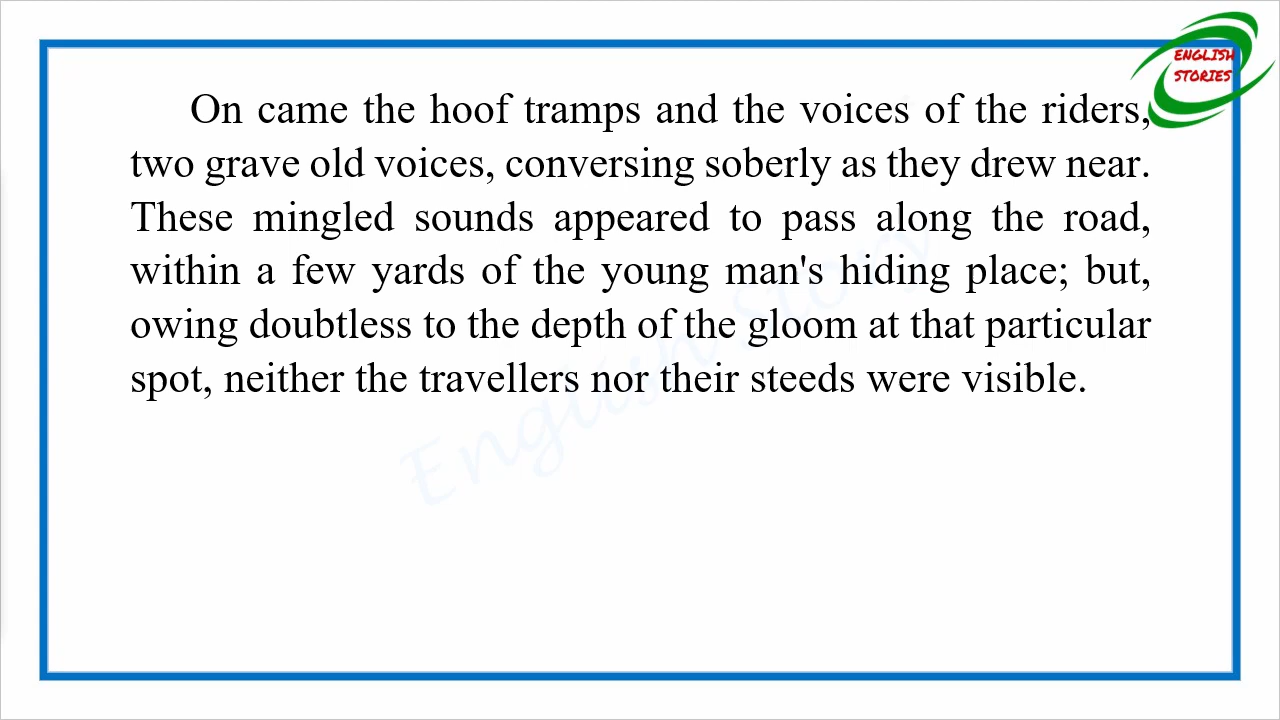 ENGLISH
STORIES
On came the hoof tramps and the voices of the riders,
two grave old voices, conversing soberly as they drew near.
These mingled sounds appeared to pass along the road,
within a few yards of the young man's hiding place; but,
owing doubtless to the depth of the gloom at that particular
spot, neither the travellers nor their steeds were visible.
English Story